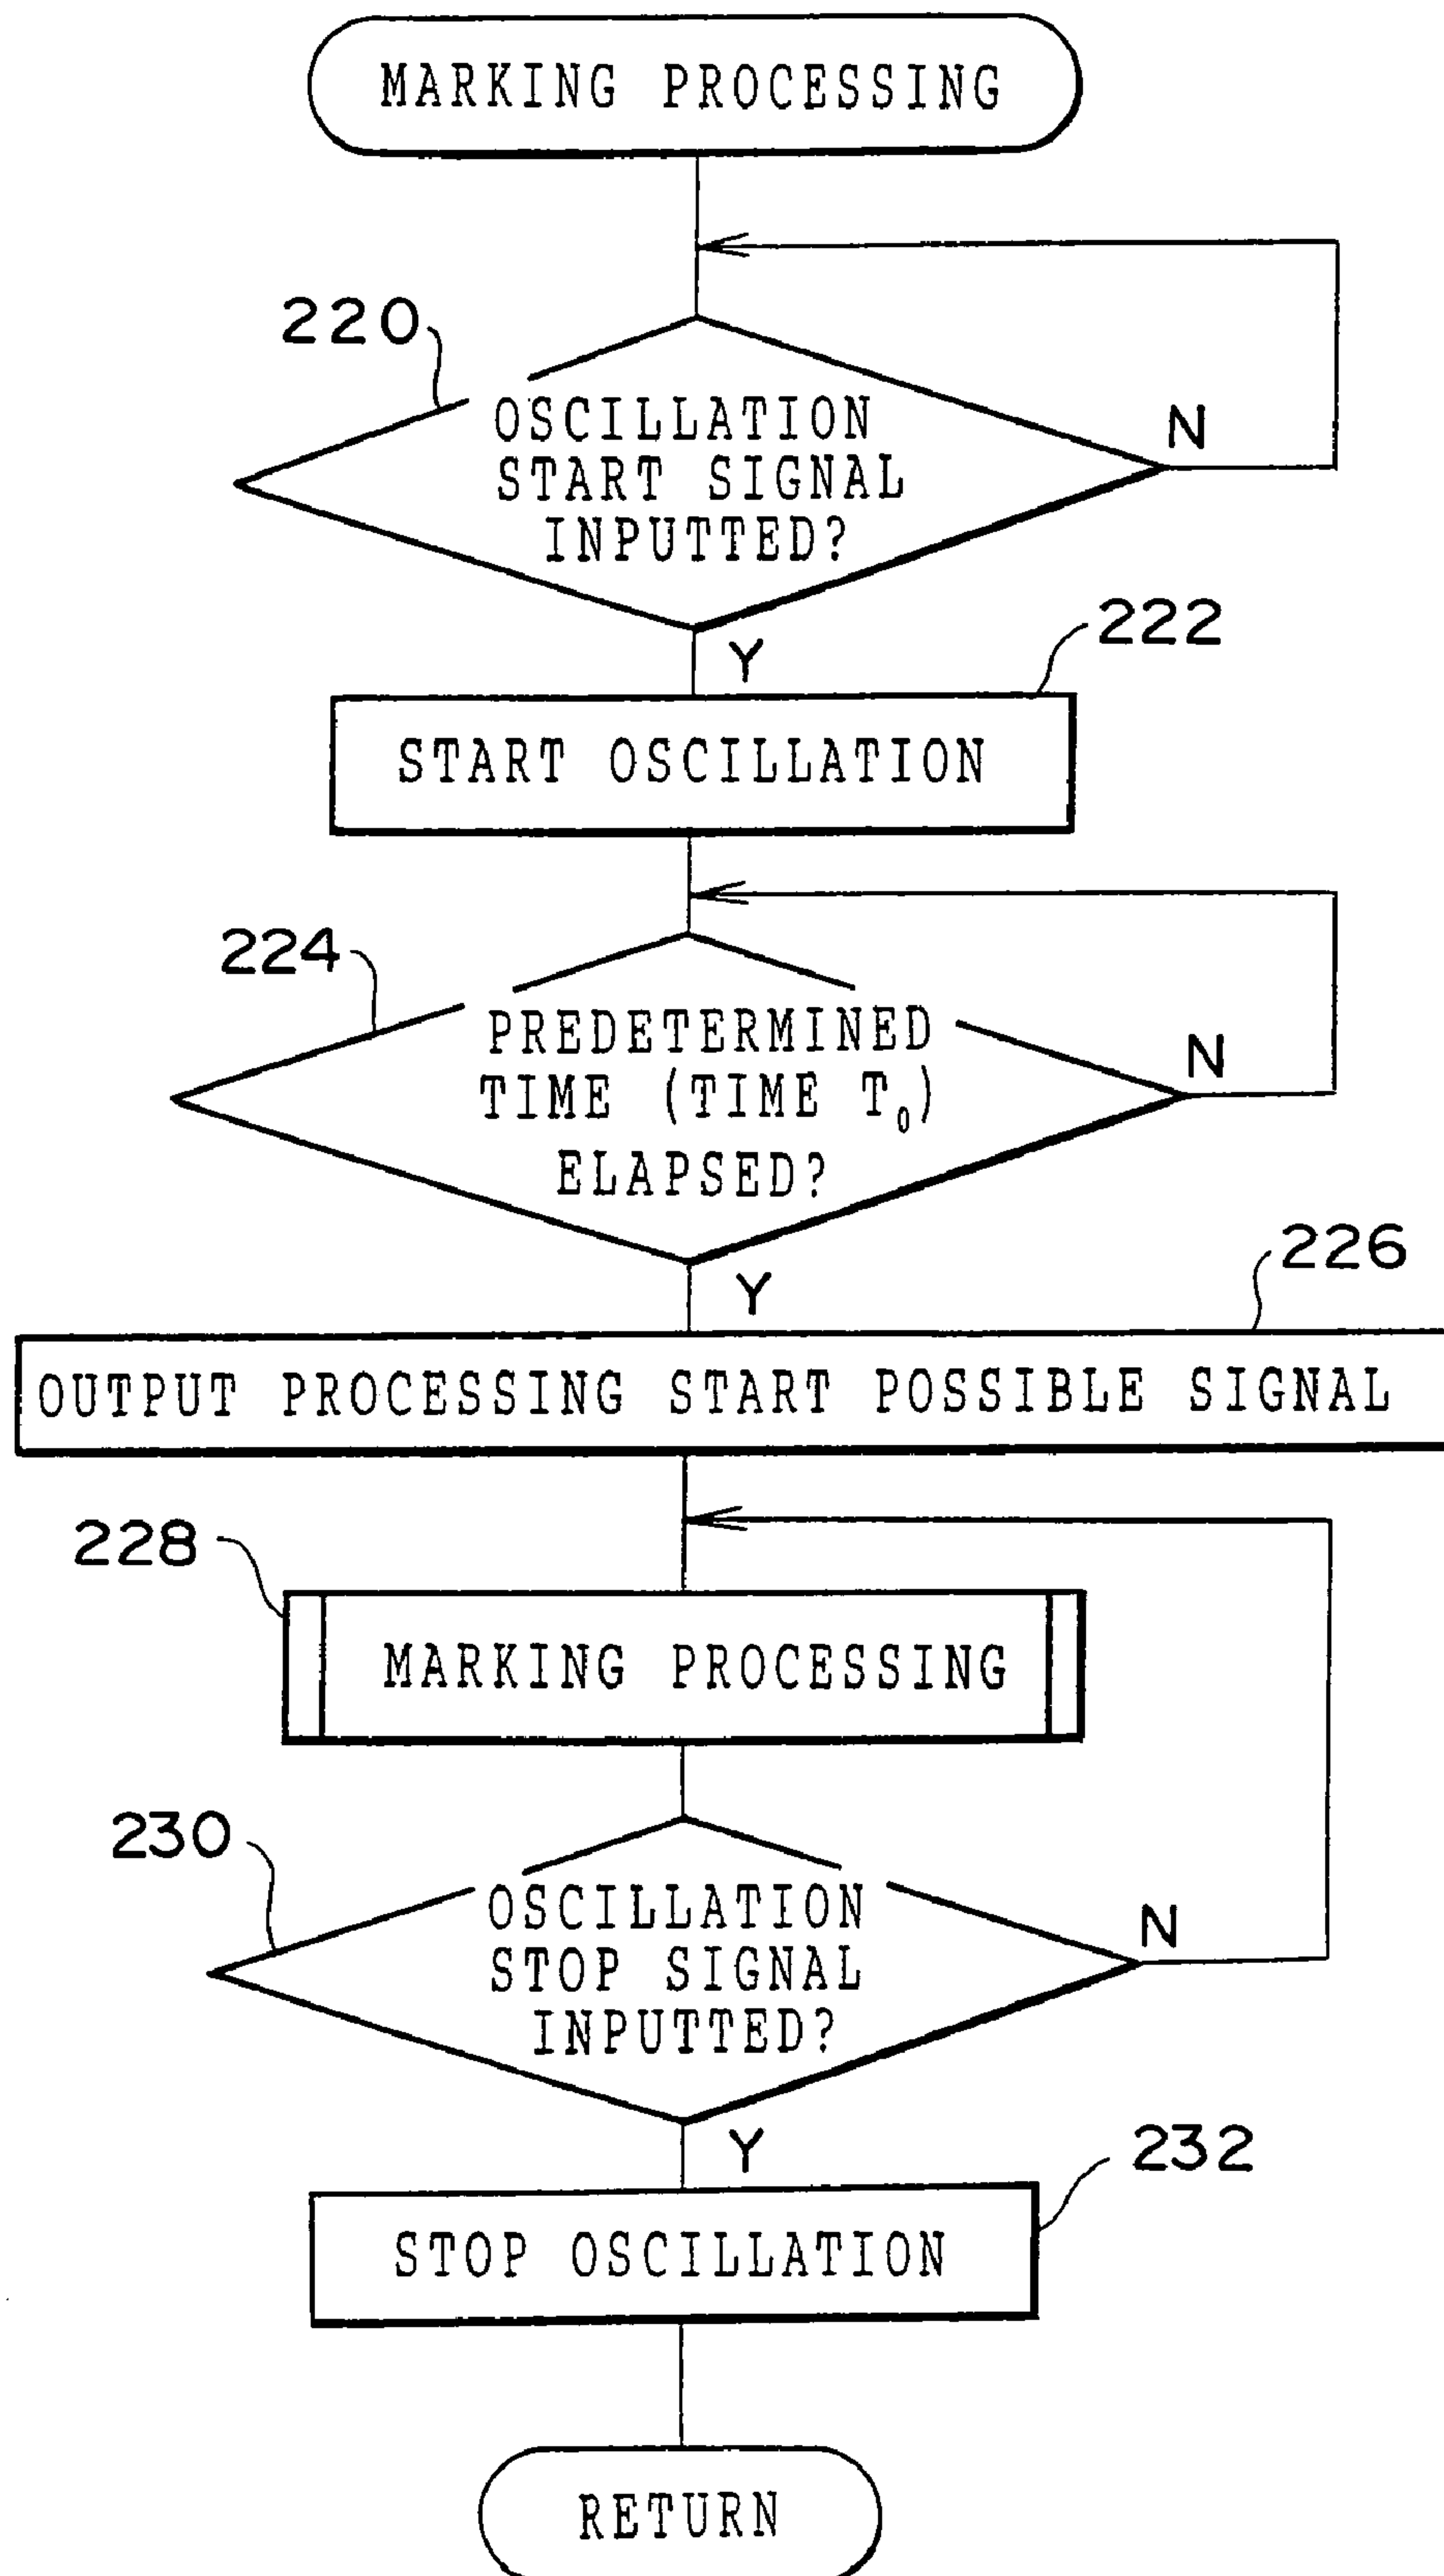 MARKING PROCESSING
220
OSCILLATION
START SIGNAL
INPUTTED?
N
Y
222
START OSCILLATION
224
PREDETERMINED
TIME (TIME T₀)
ELAPSED?
N
Y
226
OUTPUT PROCESSING START POSSIBLE SIGNAL
228
MARKING PROCESSING
230
OSCILLATION
STOP SIGNAL
INPUTTED?
N
Y
232
STOP OSCILLATION
RETURN